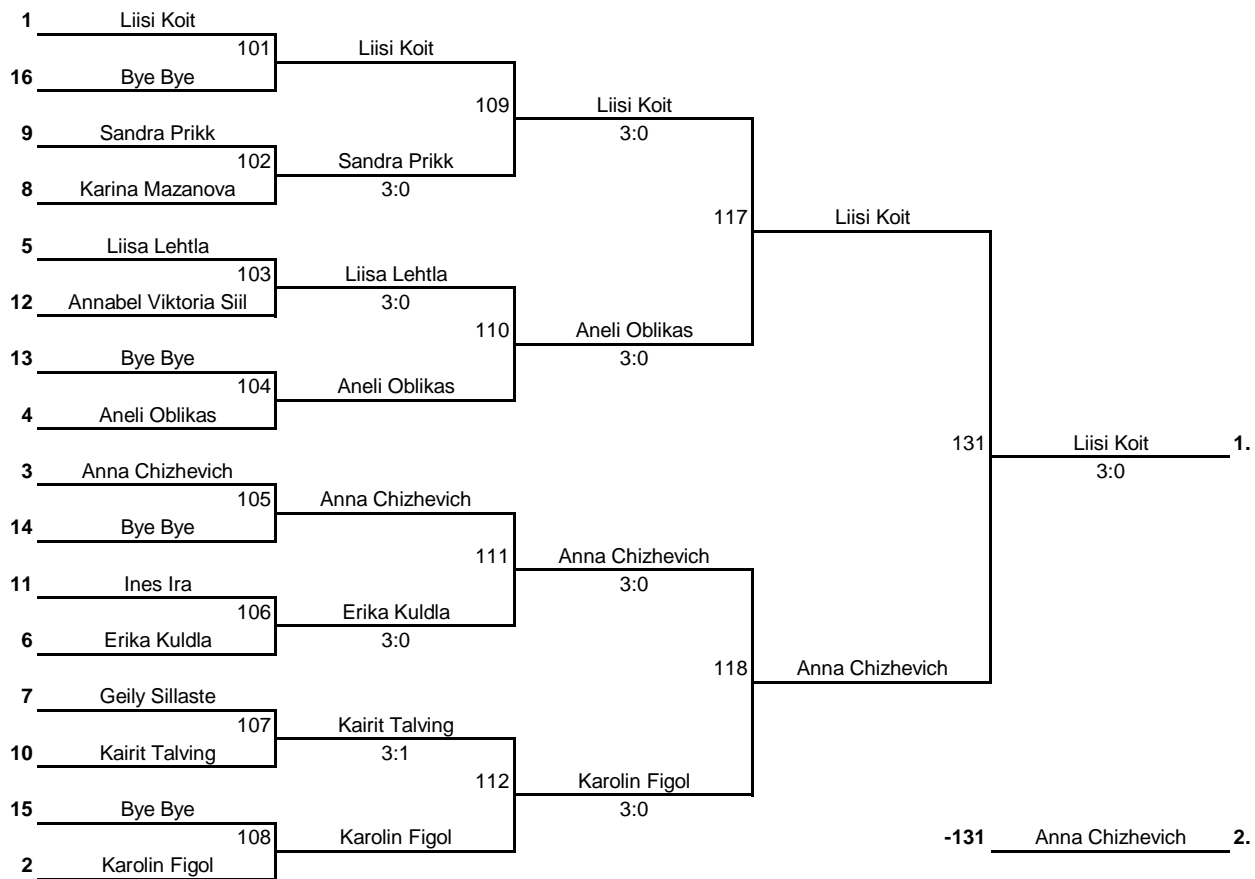 1 Liisi Koit
101 Liisi Koit
16 Bye Bye
109 Liisi Koit
3:0
9 Sandra Prikk
102 Sandra Prikk
3:0
8 Karina Mazanova
117 Liisi Koit
5 Liisa Lehtla
103 Liisa Lehtla
3:0
12 Annabel Viktoria Siil
110 Aneli Oblikas
3:0
13 Bye Bye
104 Aneli Oblikas
4 Aneli Oblikas
131 Liisi Koit 1.
3:0
3 Anna Chizhevich
105 Anna Chizhevich
14 Bye Bye
111 Anna Chizhevich
3:0
11 Ines Ira
106 Erika Kuldla
3:0
6 Erika Kuldla
118 Anna Chizhevich
7 Geily Sillaste
107 Kairit Talving
3:1
10 Kairit Talving
112 Karolin Figol
3:0
15 Bye Bye
108 Karolin Figol
2 Karolin Figol
-131 Anna Chizhevich 2.